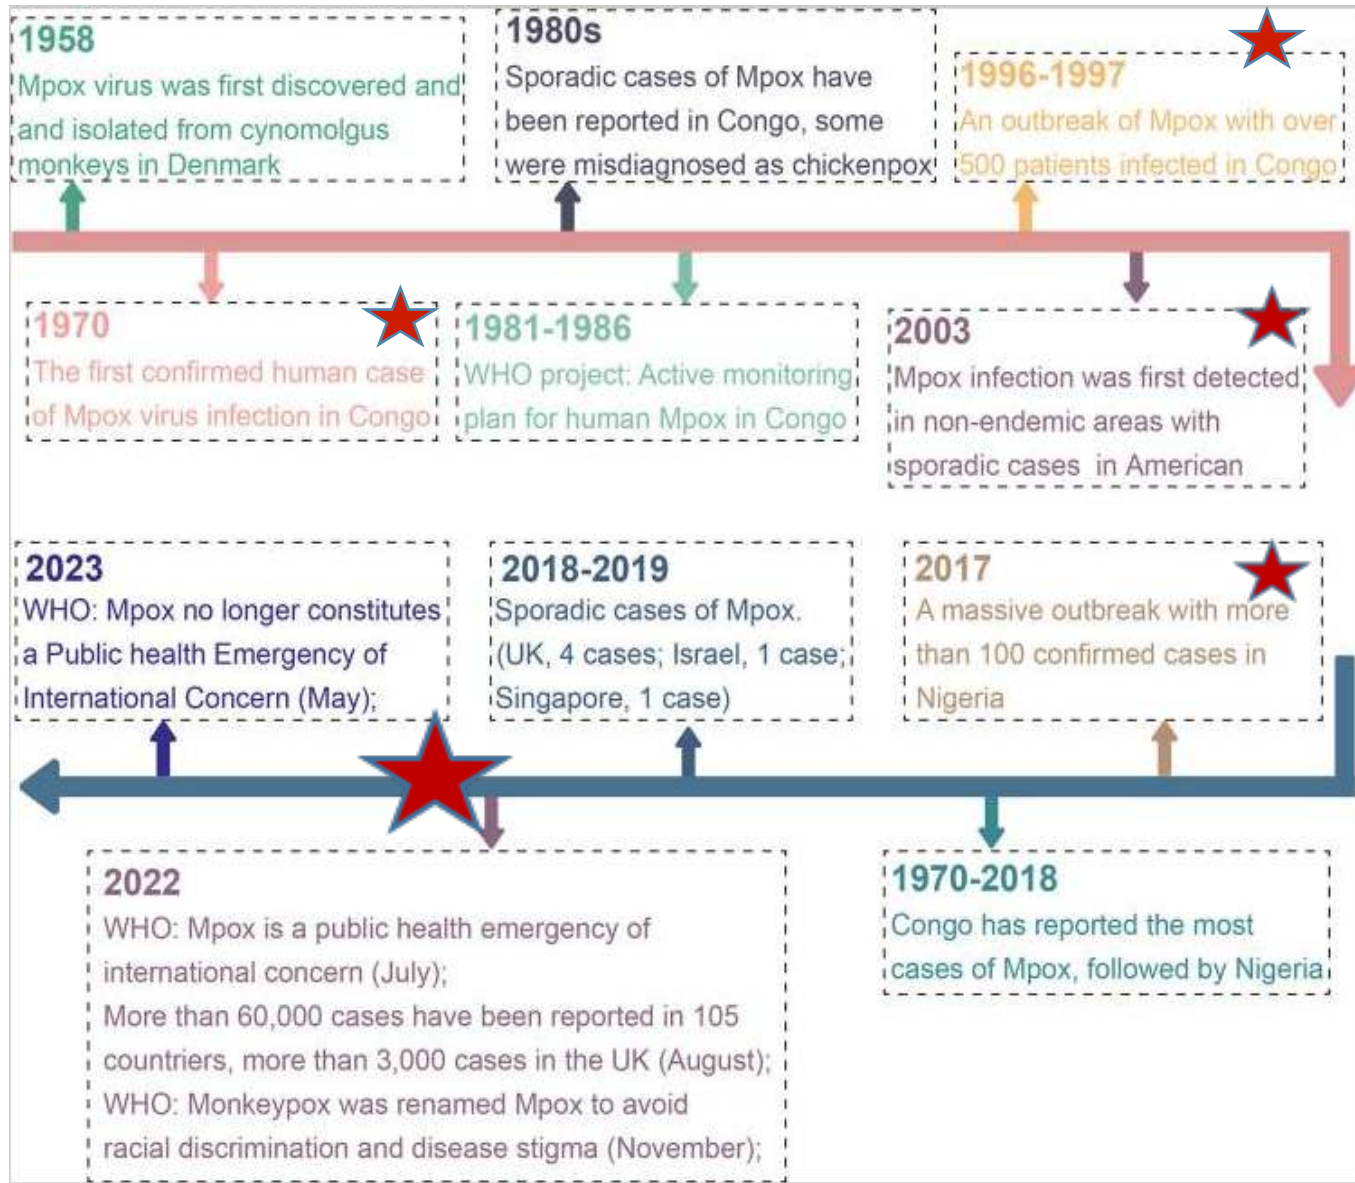 1958
Mpox virus was first discovered and
and isolated from cynomolgus
monkeys in Denmark
1980s
Sporadic cases of Mpox have
been reported in Congo, some
were misdiagnosed as chickenpox
1996-1997
An outbreak of Mpox with over
500 patients infected in Congo
1970
The first confirmed human case
of Mpox virus infection in Congo
1981-1986
WHO project: Active monitoring
plan for human Mpox in Congo
2003
Mpox infection was first detected
in non-endemic areas with
sporadic cases in American
2023
WHO: Mpox no longer constitutes
a Public health Emergency of
International Concern (May);
2018-2019
Sporadic cases of Mpox.
(UK, 4 cases; Israel, 1 case;
Singapore, 1 case)
2017
A massive outbreak with more
than 100 confirmed cases in
Nigeria
2022
WHO: Mpox is a public health emergency of
international concern (July);
More than 60,000 cases have been reported in 105
countriers, more than 3,000 cases in the UK (August);
WHO: Monkeypox was renamed Mpox to avoid
racial discrimination and disease stigma (November);
1970-2018
Congo has reported the most
cases of Mpox, followed by Nigeria